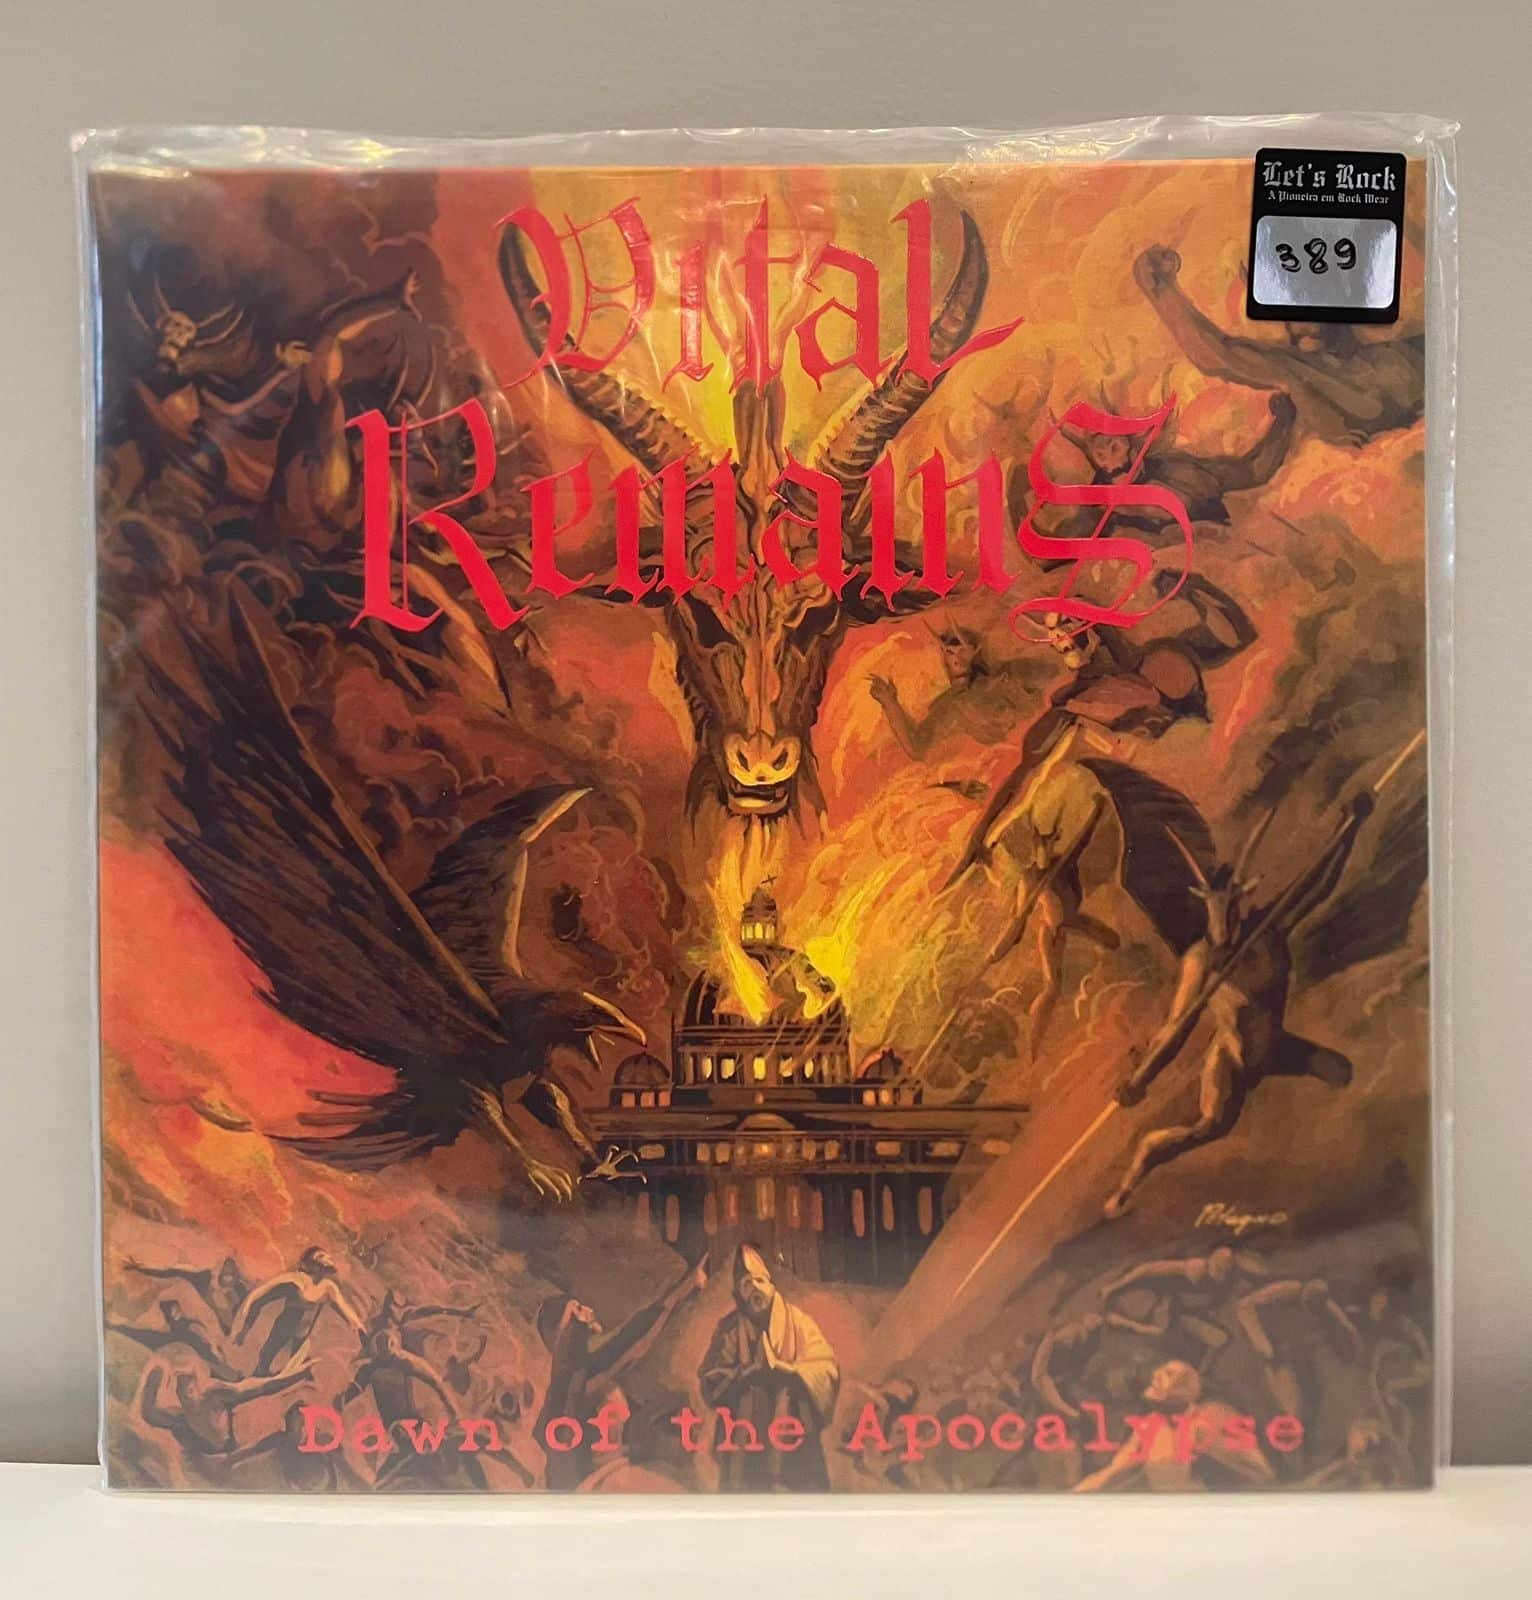 Let's Rock
A Pioneira em Rock Wear
389
Vital
Remains
Dawn of the Apocalypse